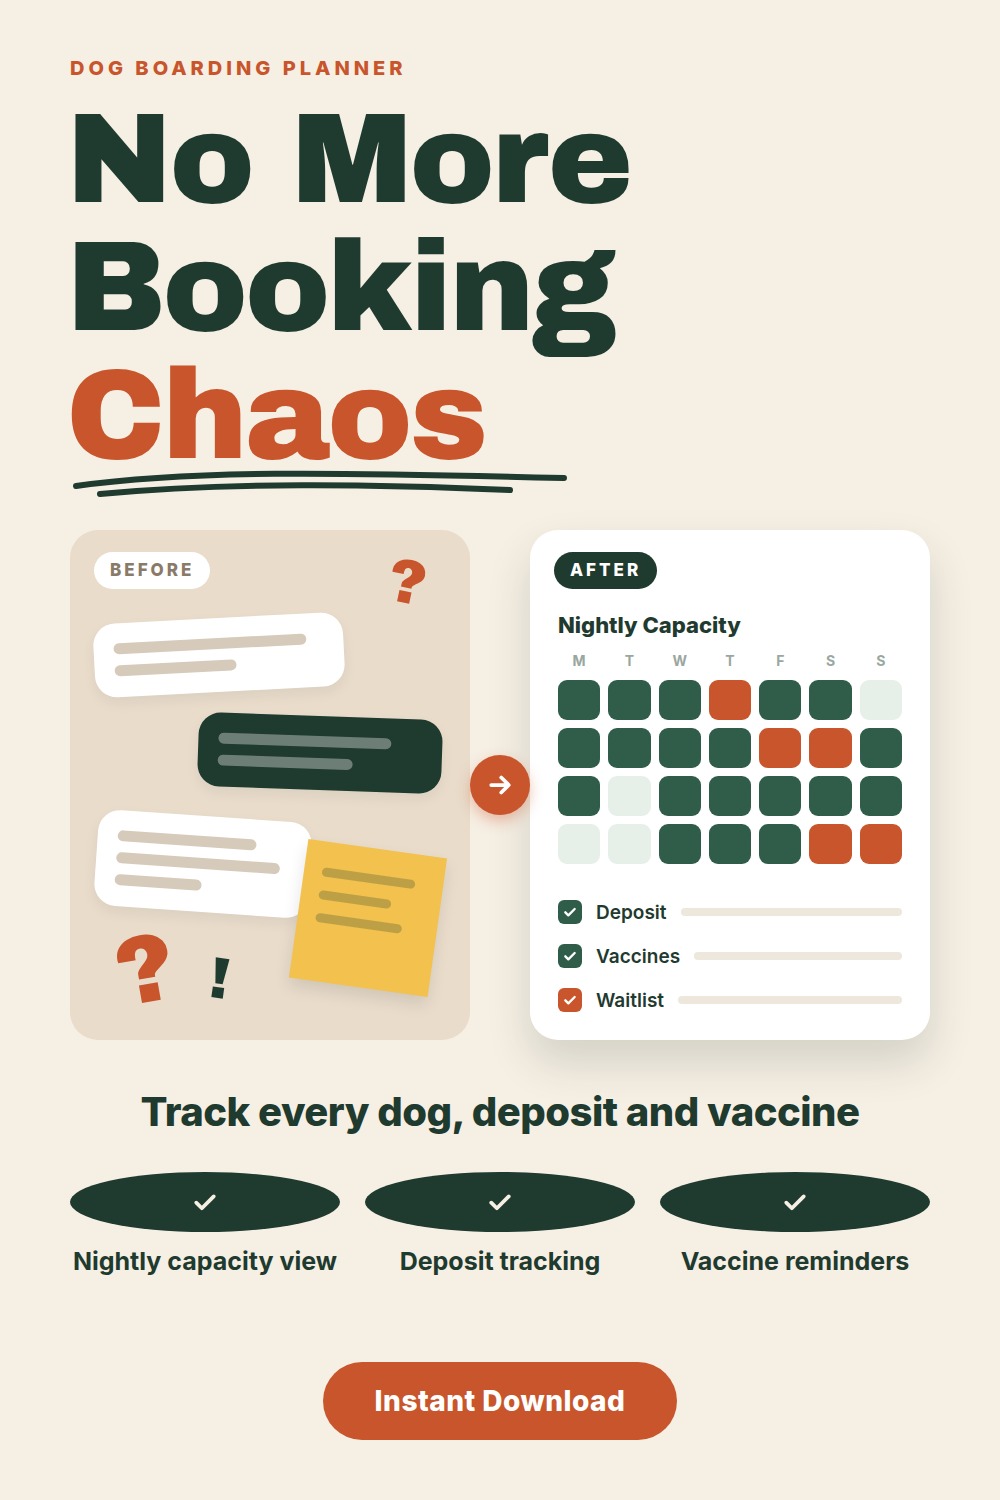 DOG BOARDING PLANNER
No More
Booking
Chaos
BEFORE
?
?
!
AFTER
Nightly Capacity
M T W T F S S
Deposit
Vaccines
Waitlist
Track every dog, deposit and vaccine
Nightly capacity view
Deposit tracking
Vaccine reminders
Instant Download